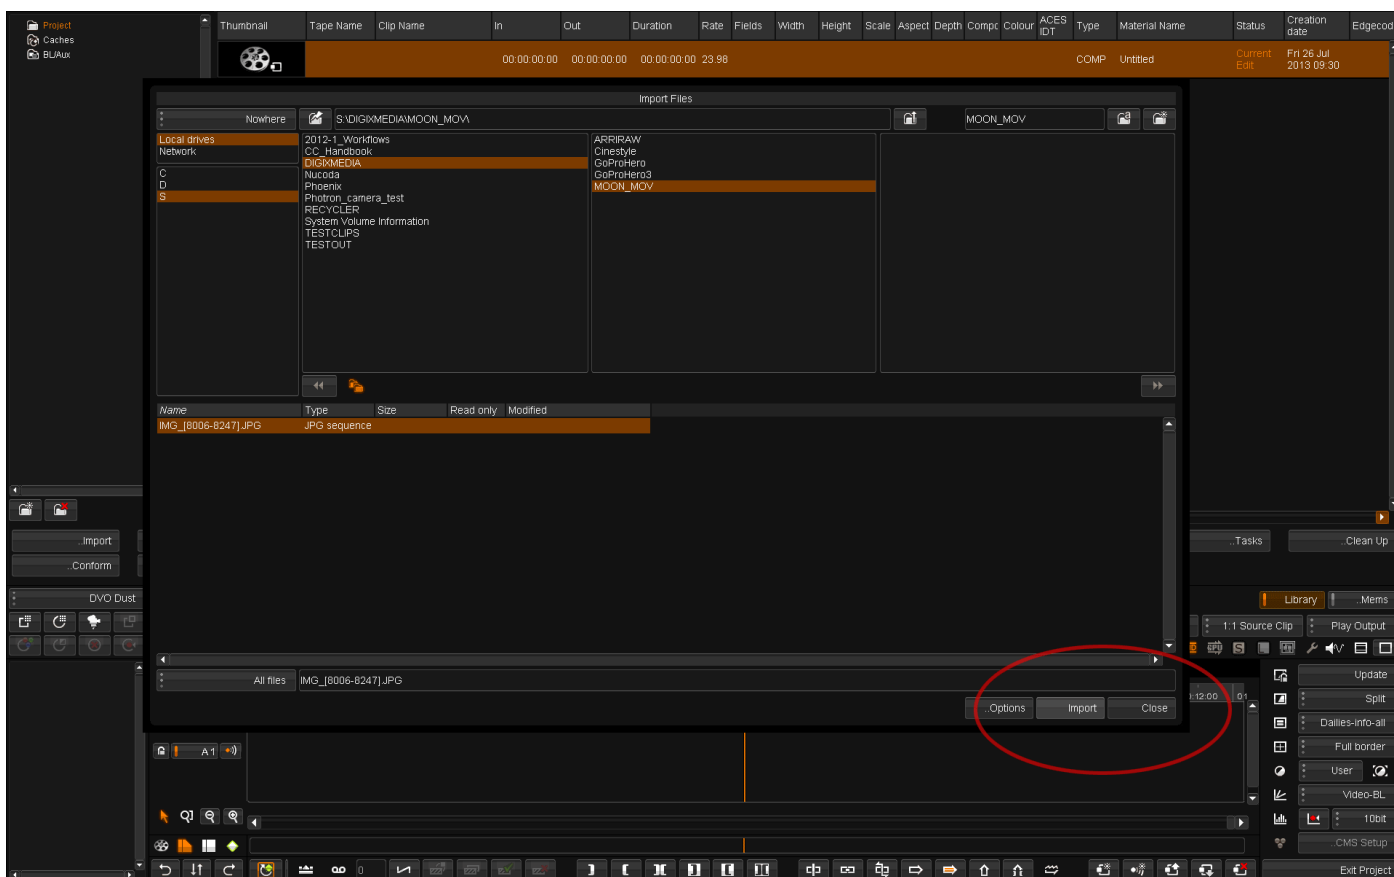 Project
Caches
BL/Aux
Thumbnail Tape Name Clip Name In Out Duration Rate Fields Width Height Scale Aspect Depth Compc Colour ACES IDT Type Material Name Status Creation date Edgecod
00:00:00:00 00:00:00:00 00:00:00:00 23.98 COMP Untitled Current Edit Fri 26 Jul 2013 09:30
Import Files
Nowhere S:\DIGIXMEDIA\MOON_MOV\ MOON_MOV
Local drives
Network
C
D
S
2012-1_Workflows
CC_Handbook
DIGIXMEDIA
Nucoda
Phoenix
Photron_camera_test
RECYCLER
System Volume Information
TESTCLIPS
TESTOUT
ARRIRAW
Cinestyle
GoProHero
GoProHero3
MOON_MOV
Name Type Size Read only Modified
IMG_[8006-8247].JPG JPG sequence
All files IMG_[8006-8247].JPG
..Options Import Close
..Import
..Conform
DVO Dust
..Tasks ..Clean Up
Library ..Mems
1:1 Source Clip Play Output
Update
Split
Dailies-info-all
Full border
User
Video-BL
10bit
..CMS Setup
Exit Project
A1
0